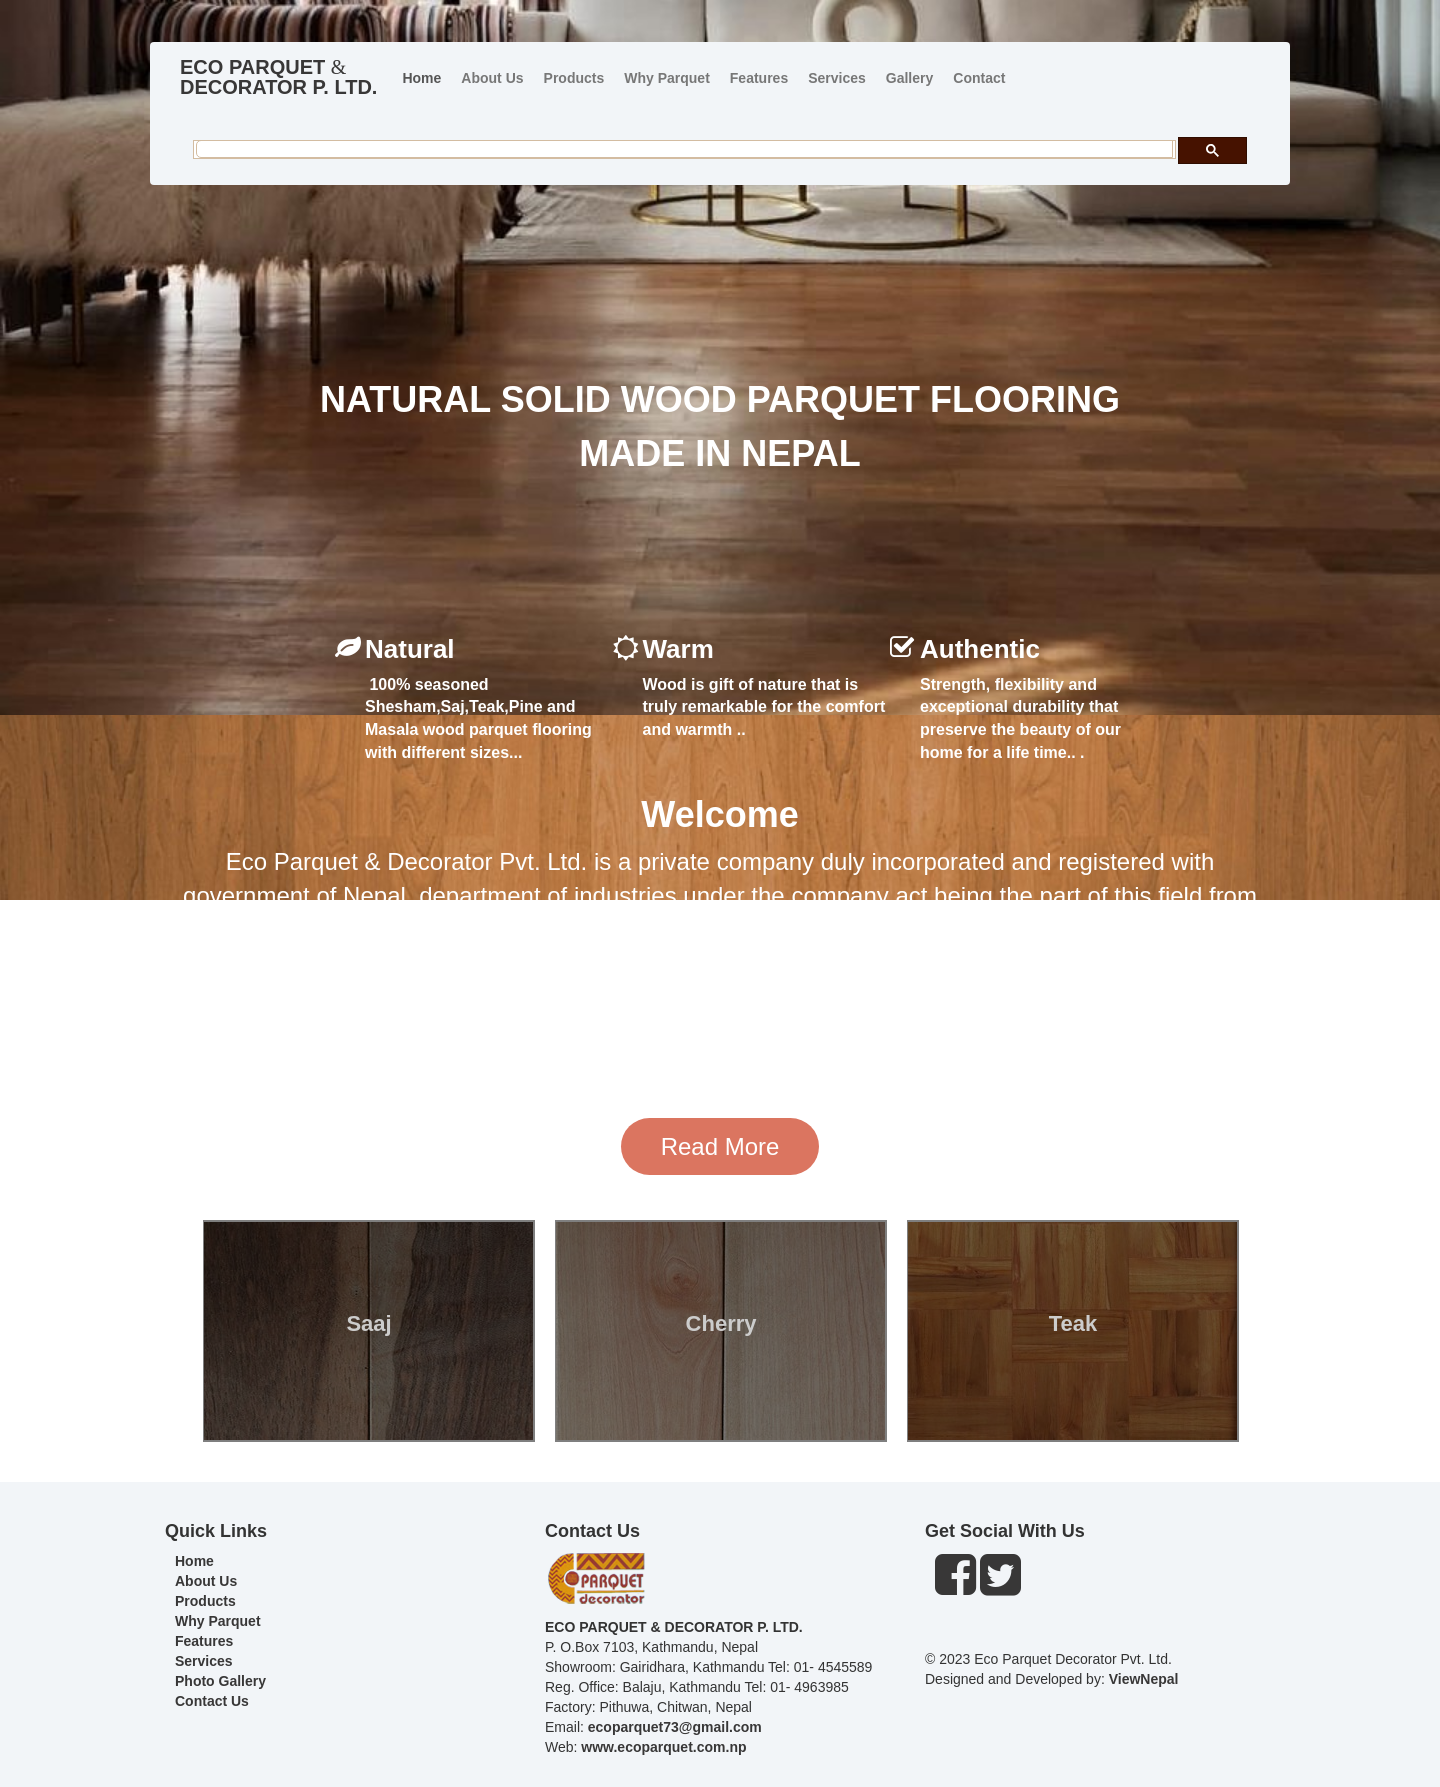 ECO PARQUET &
DECORATOR P. LTD.
Home About Us Products Why Parquet Features Services Gallery Contact
NATURAL SOLID WOOD PARQUET FLOORING
MADE IN NEPAL
Natural
100% seasoned
Shesham,Saj,Teak,Pine and
Masala wood parquet flooring
with different sizes...
Warm
Wood is gift of nature that is
truly remarkable for the comfort
and warmth ..
Authentic
Strength, flexibility and
exceptional durability that
preserve the beauty of our
home for a life time.. .
Welcome
Eco Parquet & Decorator Pvt. Ltd. is a private company duly incorporated and registered with
government of Nepal, department of industries under the company act being the part of this field from
Read More
Saaj
Cherry
Teak
Quick Links
Home
About Us
Products
Why Parquet
Features
Services
Photo Gallery
Contact Us
Contact Us
PARQUET
decorator
ECO PARQUET & DECORATOR P. LTD.
P. O.Box 7103, Kathmandu, Nepal
Showroom: Gairidhara, Kathmandu Tel: 01- 4545589
Reg. Office: Balaju, Kathmandu Tel: 01- 4963985
Factory: Pithuwa, Chitwan, Nepal
Email: ecoparquet73@gmail.com
Web: www.ecoparquet.com.np
Get Social With Us
© 2023 Eco Parquet Decorator Pvt. Ltd.
Designed and Developed by: ViewNepal